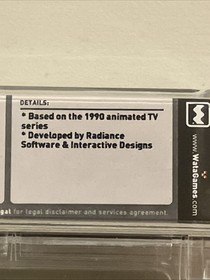 DETAILS:
* Based on the 1990 animated TV
series
* Developed by Radiance
Software & Interactive Designs
gal for legal disclaimer and services agreement.
W
www.WataGames.com